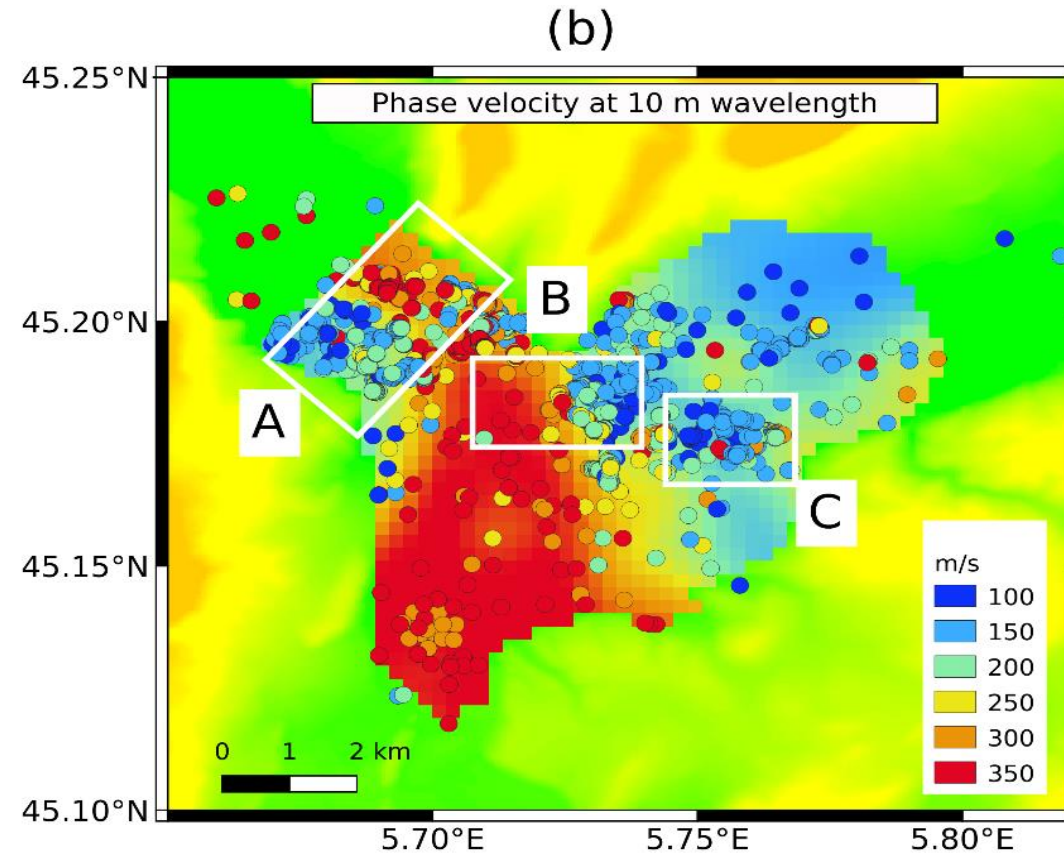 (b)
45.25°N
Phase velocity at 10 m wavelength
B
45.20°N
A
C
m/s
45.15°N
100
150
200
250
0 1 2 km
300
350
45.10°N
5.70°E 5.75°E 5.80°E